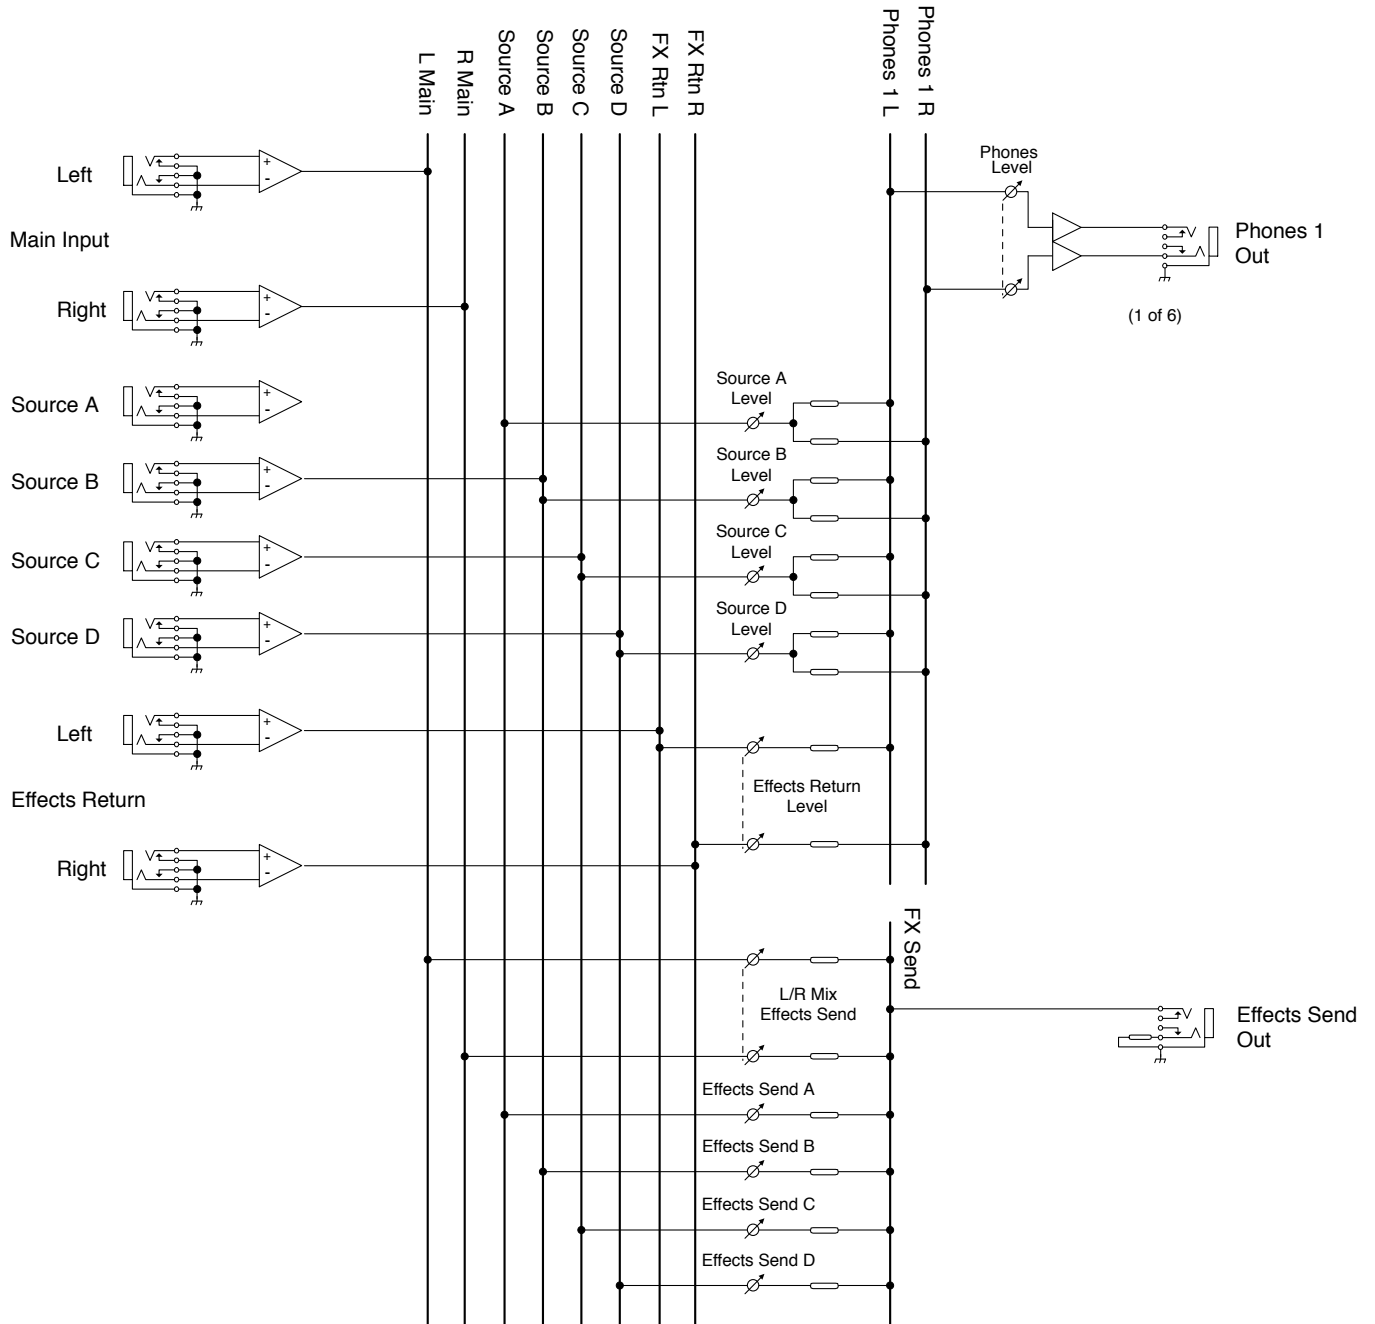 L Main
R Main
Source A
Source B
Source C
Source D
FX Rtn L
FX Rtn R
Phones 1 L
Phones 1 R
Left
+
-
Main Input
Right
+
-
Phones
Level
Phones 1
Out
(1 of 6)
Source A
+
-
Source A
Level
Source B
+
-
Source B
Level
Source C
+
-
Source C
Level
Source D
+
-
Source D
Level
Left
+
-
Effects Return
Effects Return
Level
Right
+
-
FX Send
L/R Mix
Effects Send
Effects Send
Out
Effects Send A
Effects Send B
Effects Send C
Effects Send D